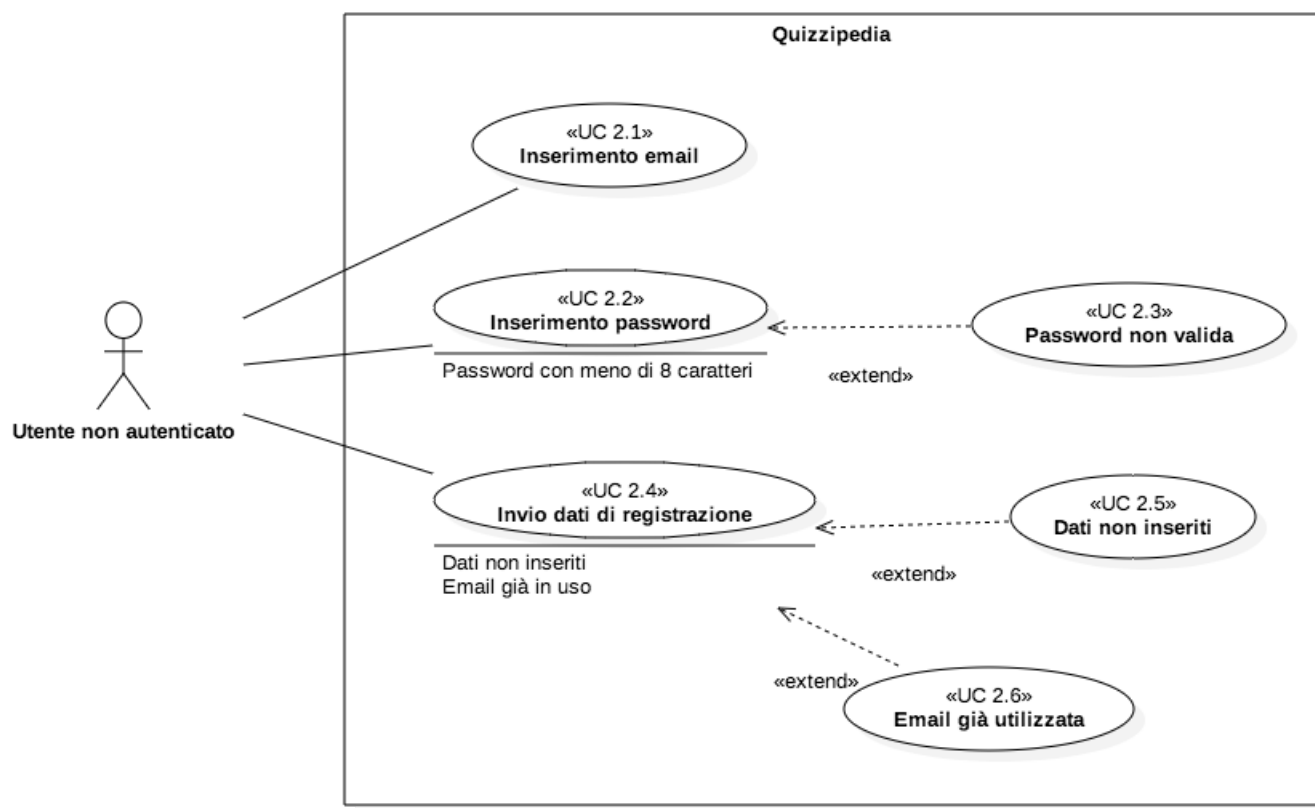 Quizzipedia
«UC 2.1»
Inserimento email
«UC 2.2»
Inserimento password
Password con meno di 8 caratteri
«UC 2.3»
Password non valida
«extend»
Utente non autenticato
«UC 2.4»
Invio dati di registrazione
Dati non inseriti
Email già in uso
«UC 2.5»
Dati non inseriti
«extend»
«extend»
«UC 2.6»
Email già utilizzata